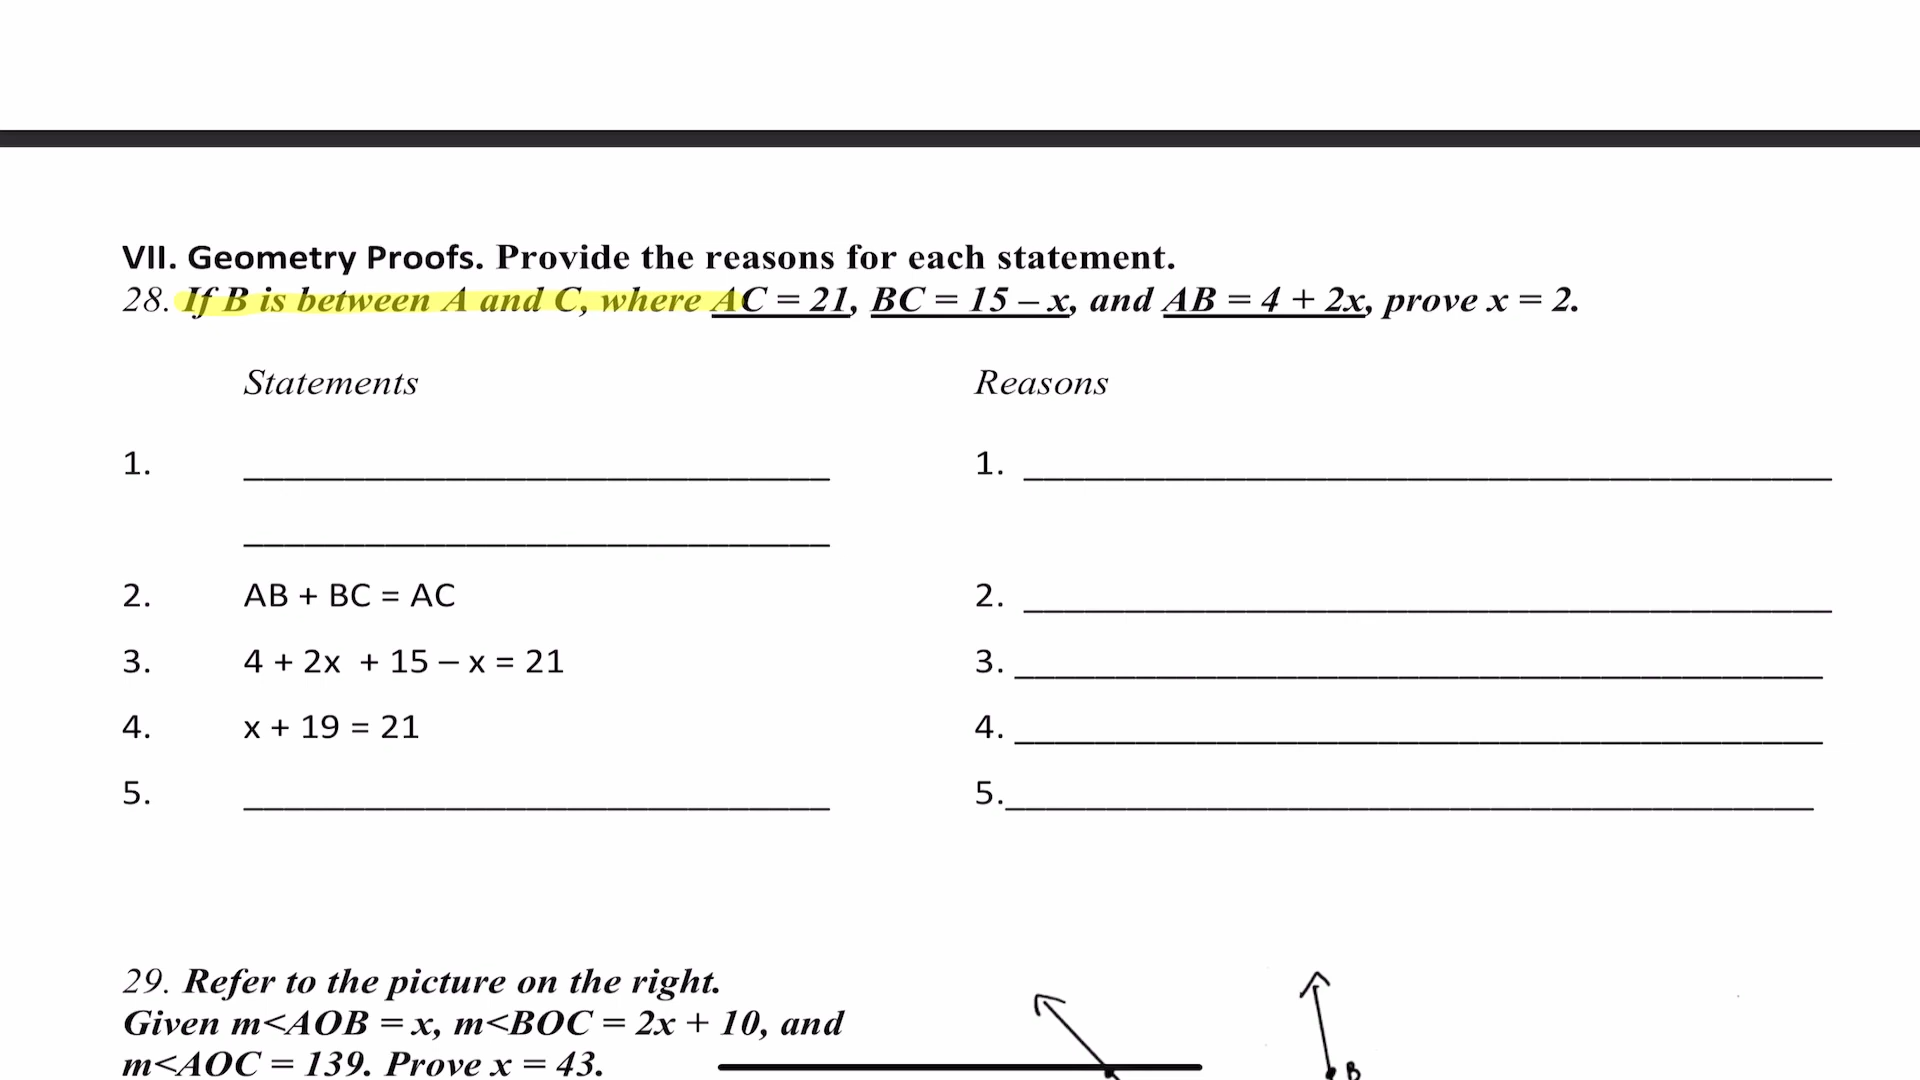 VII. Geometry Proofs. Provide the reasons for each statement.
28. If B is between A and C, where AC = 21, BC = 15 – x, and AB = 4 + 2x, prove x = 2.
Statements Reasons
1. 1.
2. AB + BC = AC 2.
3. 4 + 2x + 15 – x = 21 3.
4. x + 19 = 21 4.
5. 5.
29. Refer to the picture on the right.
Given m<AOB = x, m<BOC = 2x + 10, and
m<AOC = 139. Prove x = 43.
B